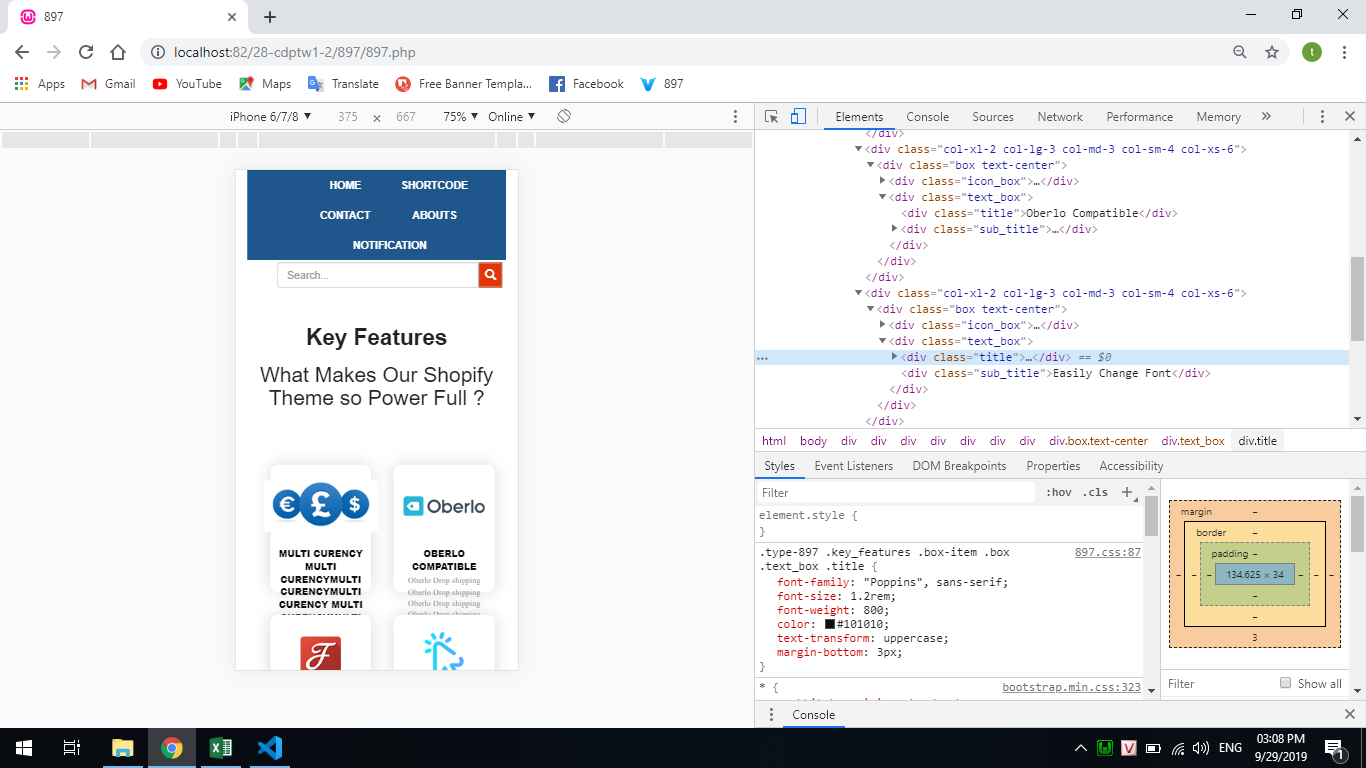 897
localhost:82/28-cdptw1-2/897/897.php
t
Apps Gmail YouTube Maps Translate Free Banner Templa... Facebook 897
iPhone 6/7/8 375 × 667 75% Online
HOME SHORTCODE
CONTACT ABOUTS
NOTIFICATION
Search...
Key Features
What Makes Our Shopify
Theme so Power Full ?
€ £ $
MULTI CURENCY
MULTI
CURENCYMULTI
CURENCY MULTI
CURENCYMULTI
Oberlo
OBERLO
COMPATIBLE
Oberlo Drop shipping
Oberlo Drop shipping
Oberlo Drop shipping
Oberlo Drop shipping
Elements Console Sources Network Performance Memory »
</div>
<div class="col-xl-2 col-lg-3 col-md-3 col-sm-4 col-xs-6">
<div class="box text-center">
<div class="icon_box">…</div>
<div class="text_box">
<div class="title">Oberlo Compatible</div>
<div class="sub_title">…</div>
</div>
</div>
</div>
<div class="col-xl-2 col-lg-3 col-md-3 col-sm-4 col-xs-6">
<div class="box text-center">
<div class="icon_box">…</div>
<div class="text_box">
… <div class="title">…</div> == $0
<div class="sub_title">Easily Change Font</div>
</div>
</div>
</div>
html body div div div div div div div div.box.text-center div.text_box div.title
Styles Event Listeners DOM Breakpoints Properties Accessibility
Filter :hov .cls +
element.style {
}
.type-897 .key_features .box-item .box 897.css:87
.text_box .title {
font-family: "Poppins", sans-serif;
font-size: 1.2rem;
font-weight: 800;
color: #101010;
text-transform: uppercase;
margin-bottom: 3px;
}
* { bootstrap.min.css:323
margin –
border –
padding –
– – – 134.625 × 34 – – –
–
–
3
Filter Show all
Console
ENG
03:08 PM
9/29/2019
1